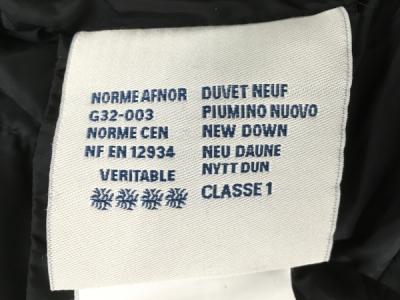 NORME AFNOR
G32-003
NORME CEN
NF EN 12934
VERITABLE
DUVET NEUF
PIUMINO NUOVO
NEW DOWN
NEU DAUNE
NYTT DUN
CLASSE 1